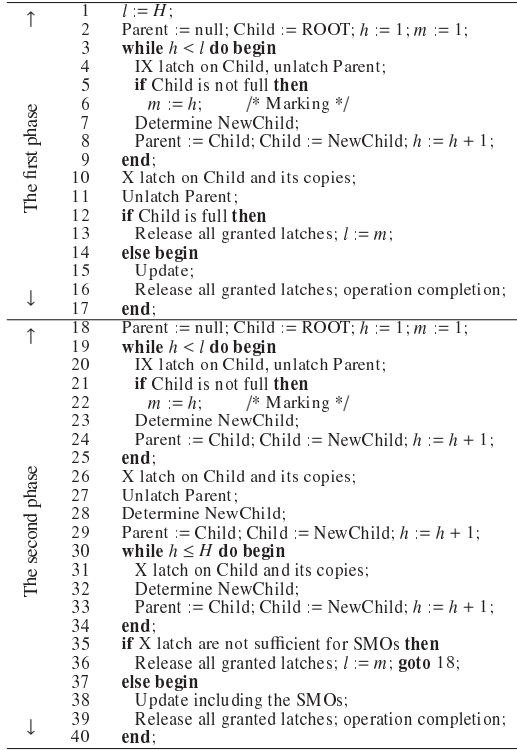 The first phase
1 l := H;
2 Parent := null; Child := ROOT; h := 1; m := 1;
3 while h < l do begin
4 IX latch on Child, unlatch Parent;
5 if Child is not full then
6 m := h; /* Marking */
7 Determine NewChild;
8 Parent := Child; Child := NewChild; h := h + 1;
9 end;
10 X latch on Child and its copies;
11 Unlatch Parent;
12 if Child is full then
13 Release all granted latches; l := m;
14 else begin
15 Update;
16 Release all granted latches; operation completion;
17 end;
The second phase
18 Parent := null; Child := ROOT; h := 1; m := 1;
19 while h < l do begin
20 IX latch on Child, unlatch Parent;
21 if Child is not full then
22 m := h; /* Marking */
23 Determine NewChild;
24 Parent := Child; Child := NewChild; h := h + 1;
25 end;
26 X latch on Child and its copies;
27 Unlatch Parent;
28 Determine NewChild;
29 Parent := Child; Child := NewChild; h := h + 1;
30 while h ≤ H do begin
31 X latch on Child and its copies;
32 Determine NewChild;
33 Parent := Child; Child := NewChild; h := h + 1;
34 end;
35 if X latch are not sufficient for SMOs then
36 Release all granted latches; l := m; goto 18;
37 else begin
38 Update including the SMOs;
39 Release all granted latches; operation completion;
40 end;